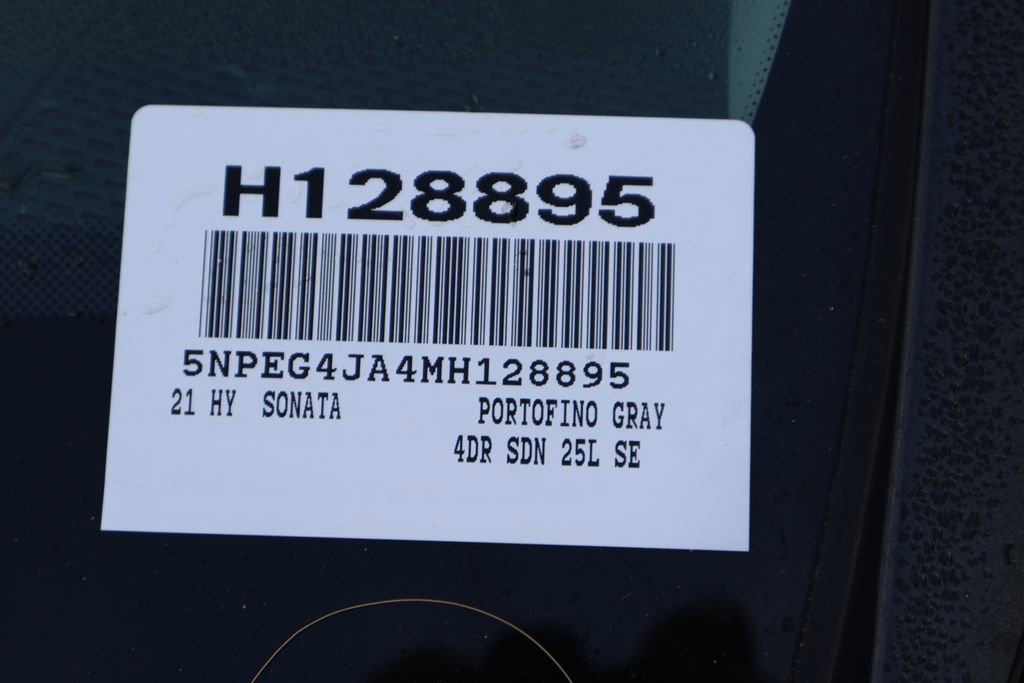 H128895
5NPEG4JA4MH128895
21 HY SONATA PORTOFINO GRAY
4DR SDN 25L SE